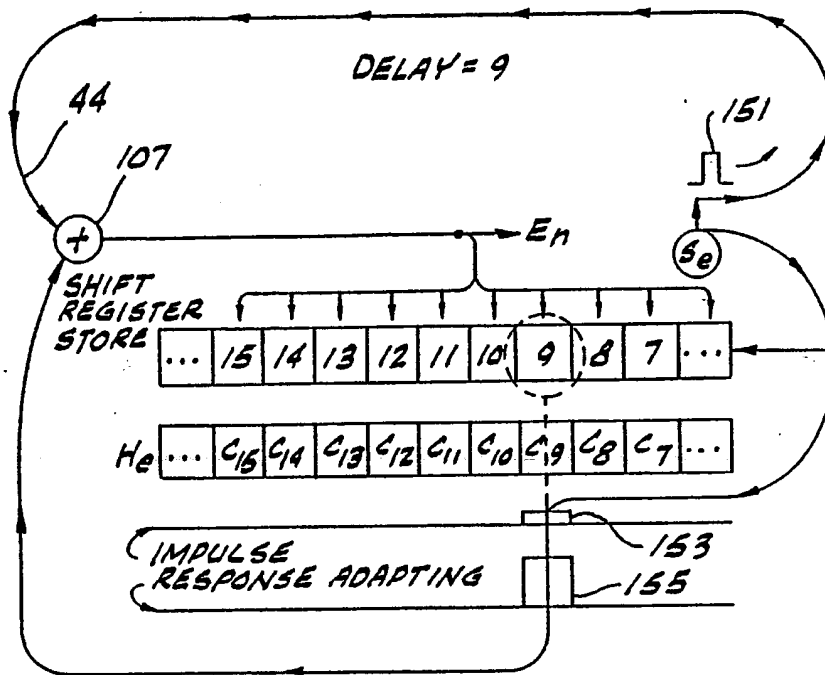 DELAY = 9
44
107
151
+
En
Se
SHIFT
REGISTER
STORE
... 15 14 13 12 11 10 9 8 7 ...
He ... C15 C14 C13 C12 C11 C10 C9 C8 C7 ...
153
IMPULSE
RESPONSE ADAPTING
155